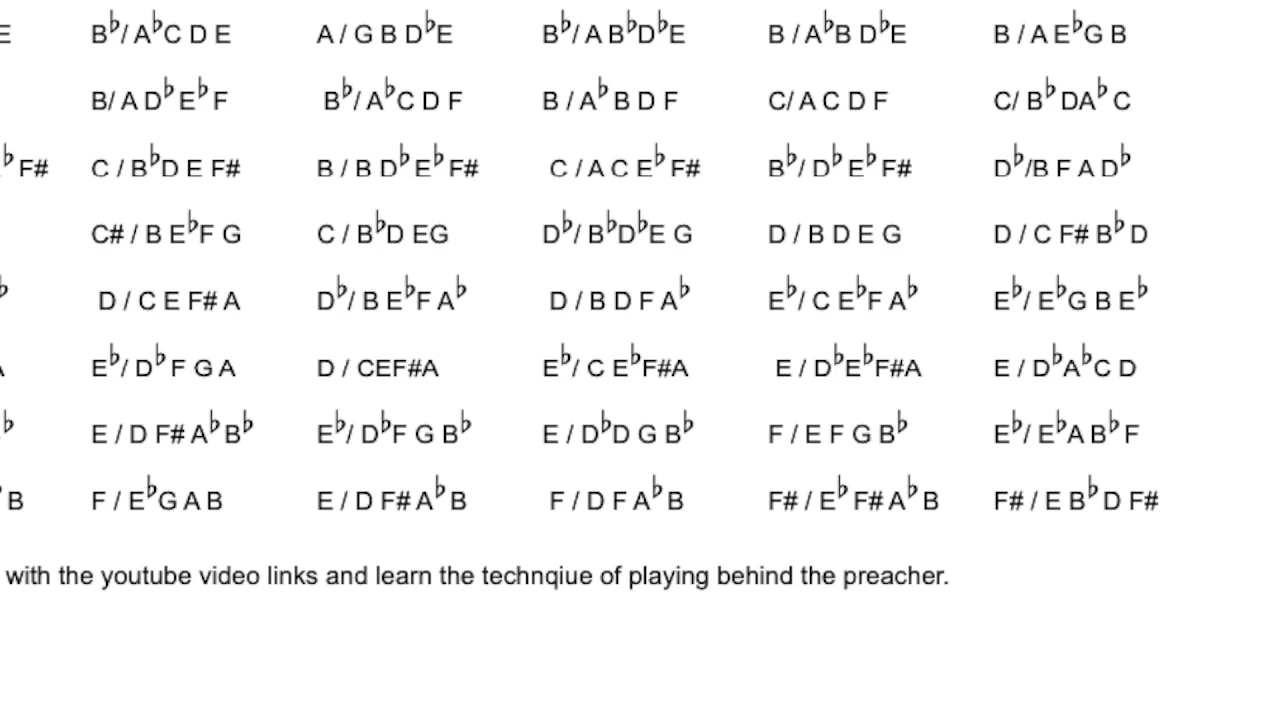 E B♭/ A♭C D E A / G B D♭E B♭/ A B♭D♭E B / A♭B D♭E B / A E♭G B
B/ A D♭ E♭ F B♭/ A♭C D F B / A♭ B D F C/ A C D F C/ B♭ DA♭ C
♭ F# C / B♭D E F# B / B D♭ E♭ F# C / A C E♭ F# B♭/ D♭ E♭ F# D♭/B F A D♭
C# / B E♭F G C / B♭D EG D♭/ B♭D♭E G D / B D E G D / C F# B♭ D
♭ D / C E F# A D♭/ B E♭F A♭ D / B D F A♭ E♭/ C E♭F A♭ E♭/ E♭G B E♭
A E♭/ D♭ F G A D / CEF#A E♭/ C E♭F#A E / D♭E♭F#A E / D♭A♭C D
♭ E / D F# A♭ B♭ E♭/ D♭F G B♭ E / D♭D G B♭ F / E F G B♭ E♭/ E♭A B♭ F
B F / E♭G A B E / D F# A♭B F / D F A♭B F# / E♭ F# A♭ B F# / E B♭ D F#
with the youtube video links and learn the technqiue of playing behind the preacher.